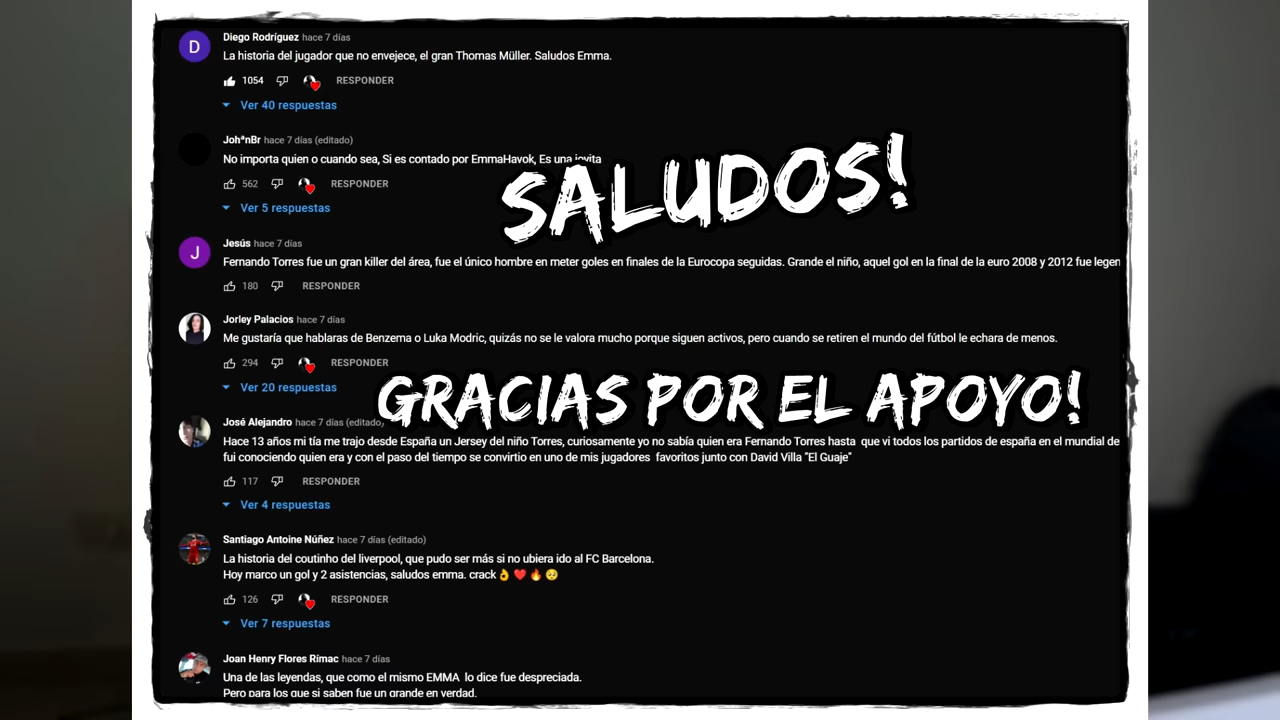 Diego Rodríguez hace 7 días
La historia del jugador que no envejece, el gran Thomas Müller. Saludos Emma.
1054 RESPONDER
Ver 40 respuestas
JohªnBr hace 7 días (editado)
No importa quien o cuando sea, Si es contado por EmmaHavok, Es una joyita
562 RESPONDER
Ver 5 respuestas
SALUDOS!
Jesús hace 7 días
Fernando Torres fue un gran killer del área, fue el único hombre en meter goles en finales de la Eurocopa seguidas. Grande el niño, aquel gol en la final de la euro 2008 y 2012 fue legen
180 RESPONDER
Jorley Palacios hace 7 días
Me gustaría que hablaras de Benzema o Luka Modric, quizás no se le valora mucho porque siguen activos, pero cuando se retiren el mundo del fútbol le echara de menos.
294 RESPONDER
Ver 20 respuestas
GRACIAS POR EL APOYO!
José Alejandro hace 7 días (editado)
Hace 13 años mi tía me trajo desde España un Jersey del niño Torres, curiosamente yo no sabía quien era Fernando Torres hasta que vi todos los partidos de españa en el mundial de
fui conociendo quien era y con el paso del tiempo se convirtio en uno de mis jugadores favoritos junto con David Villa "El Guaje"
117 RESPONDER
Ver 4 respuestas
Santiago Antoine Núñez hace 7 días (editado)
La historia del coutinho del liverpool, que pudo ser más si no ubiera ido al FC Barcelona.
Hoy marco un gol y 2 asistencias, saludos emma. crack👌❤️🔥🥺
126 RESPONDER
Ver 7 respuestas
Joan Henry Flores Rímac hace 7 días
Una de las leyendas, que como el mismo EMMA lo dice fue despreciada.
Pero para los que si saben fue un grande en verdad.